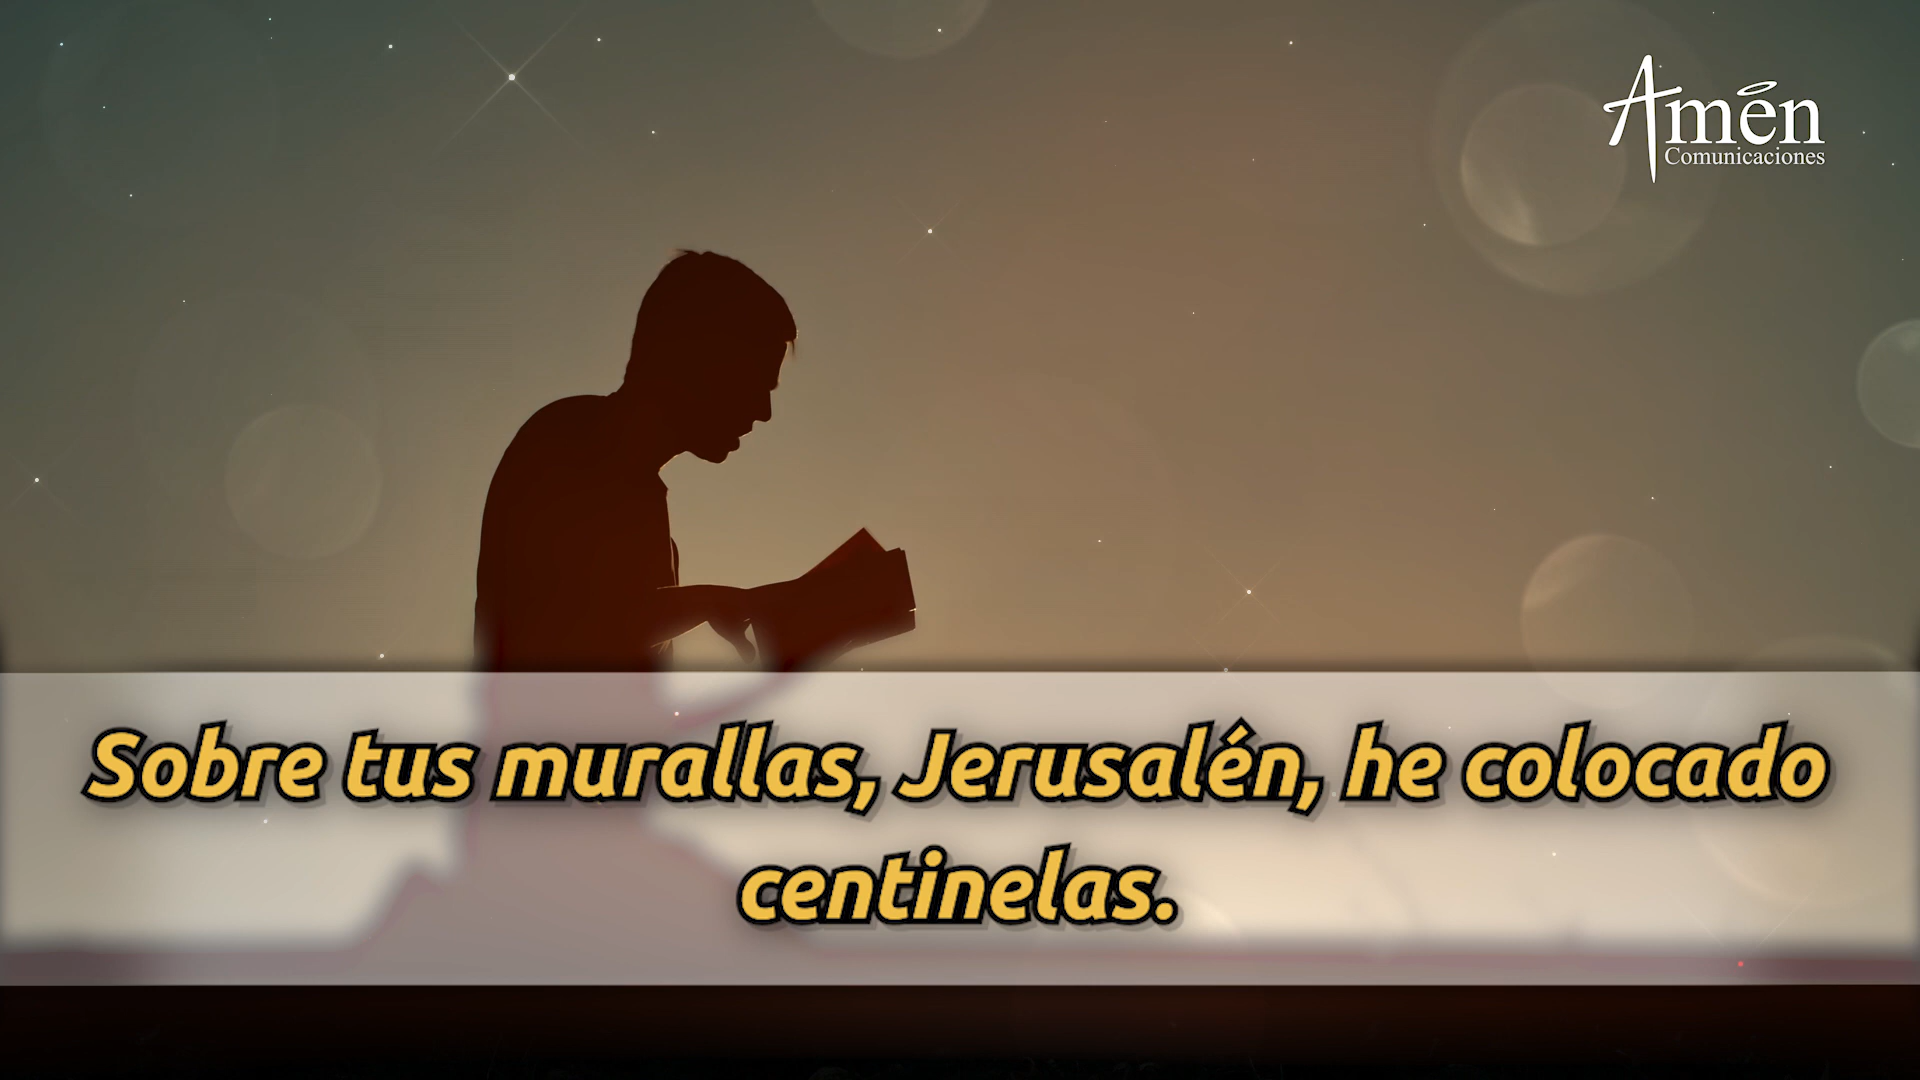 Amén
Comunicaciones
Sobre tus murallas, Jerusalén, he colocado
centinelas.